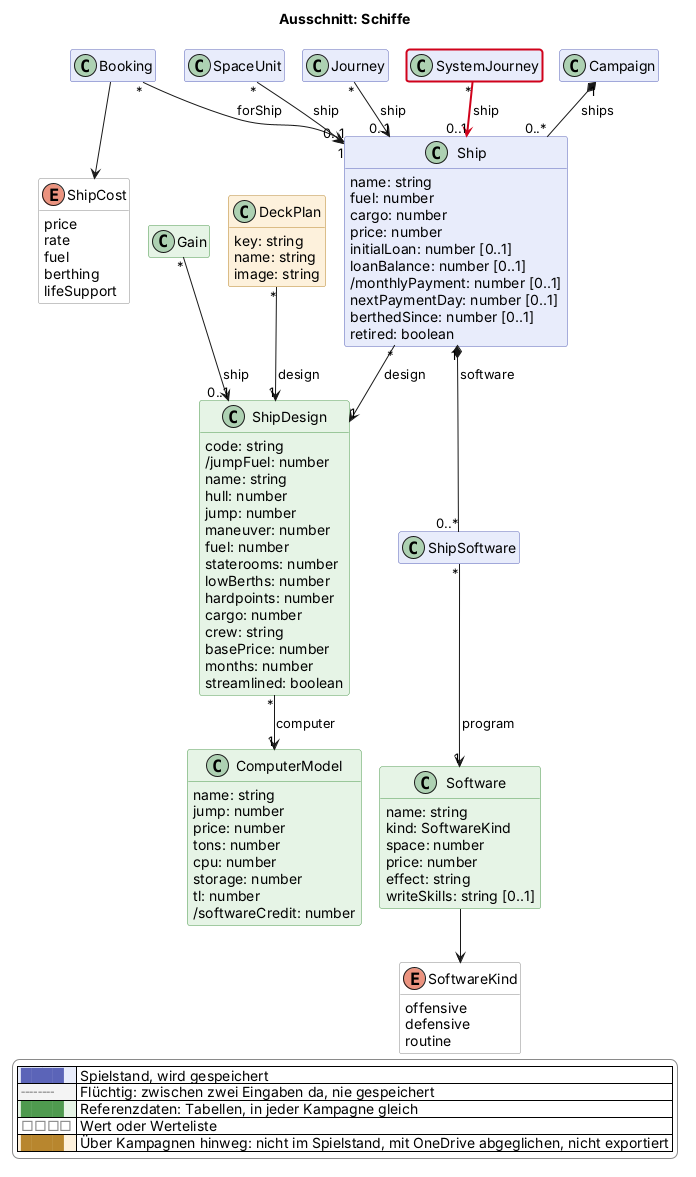 Ausschnitt: Schiffe
C Booking
C SpaceUnit
C Journey
C SystemJourney
C Campaign
*
*
*
*
1
forShip
ship
ship
ship
ships
0..1
1
0..1
0..1
0..*
C Ship
name: string
fuel: number
cargo: number
price: number
initialLoan: number [0..1]
loanBalance: number [0..1]
/monthlyPayment: number [0..1]
nextPaymentDay: number [0..1]
berthedSince: number [0..1]
retired: boolean
E ShipCost
price
rate
fuel
berthing
lifeSupport
C DeckPlan
key: string
name: string
image: string
C Gain
*
*
*
1
ship
design
design
software
0..1
1
1
C ShipDesign
code: string
/jumpFuel: number
name: string
hull: number
jump: number
maneuver: number
fuel: number
staterooms: number
lowBerths: number
hardpoints: number
cargo: number
crew: string
basePrice: number
months: number
streamlined: boolean
0..*
C ShipSoftware
*
*
computer
program
1
1
C ComputerModel
name: string
jump: number
price: number
tons: number
cpu: number
storage: number
tl: number
/softwareCredit: number
C Software
name: string
kind: SoftwareKind
space: number
price: number
effect: string
writeSkills: string [0..1]
E SoftwareKind
offensive
defensive
routine
Spielstand, wird gespeichert
-------- Flüchtig: zwischen zwei Eingaben da, nie gespeichert
Referenzdaten: Tabellen, in jeder Kampagne gleich
Wert oder Werteliste
Über Kampagnen hinweg: nicht im Spielstand, mit OneDrive abgeglichen, nicht exportiert